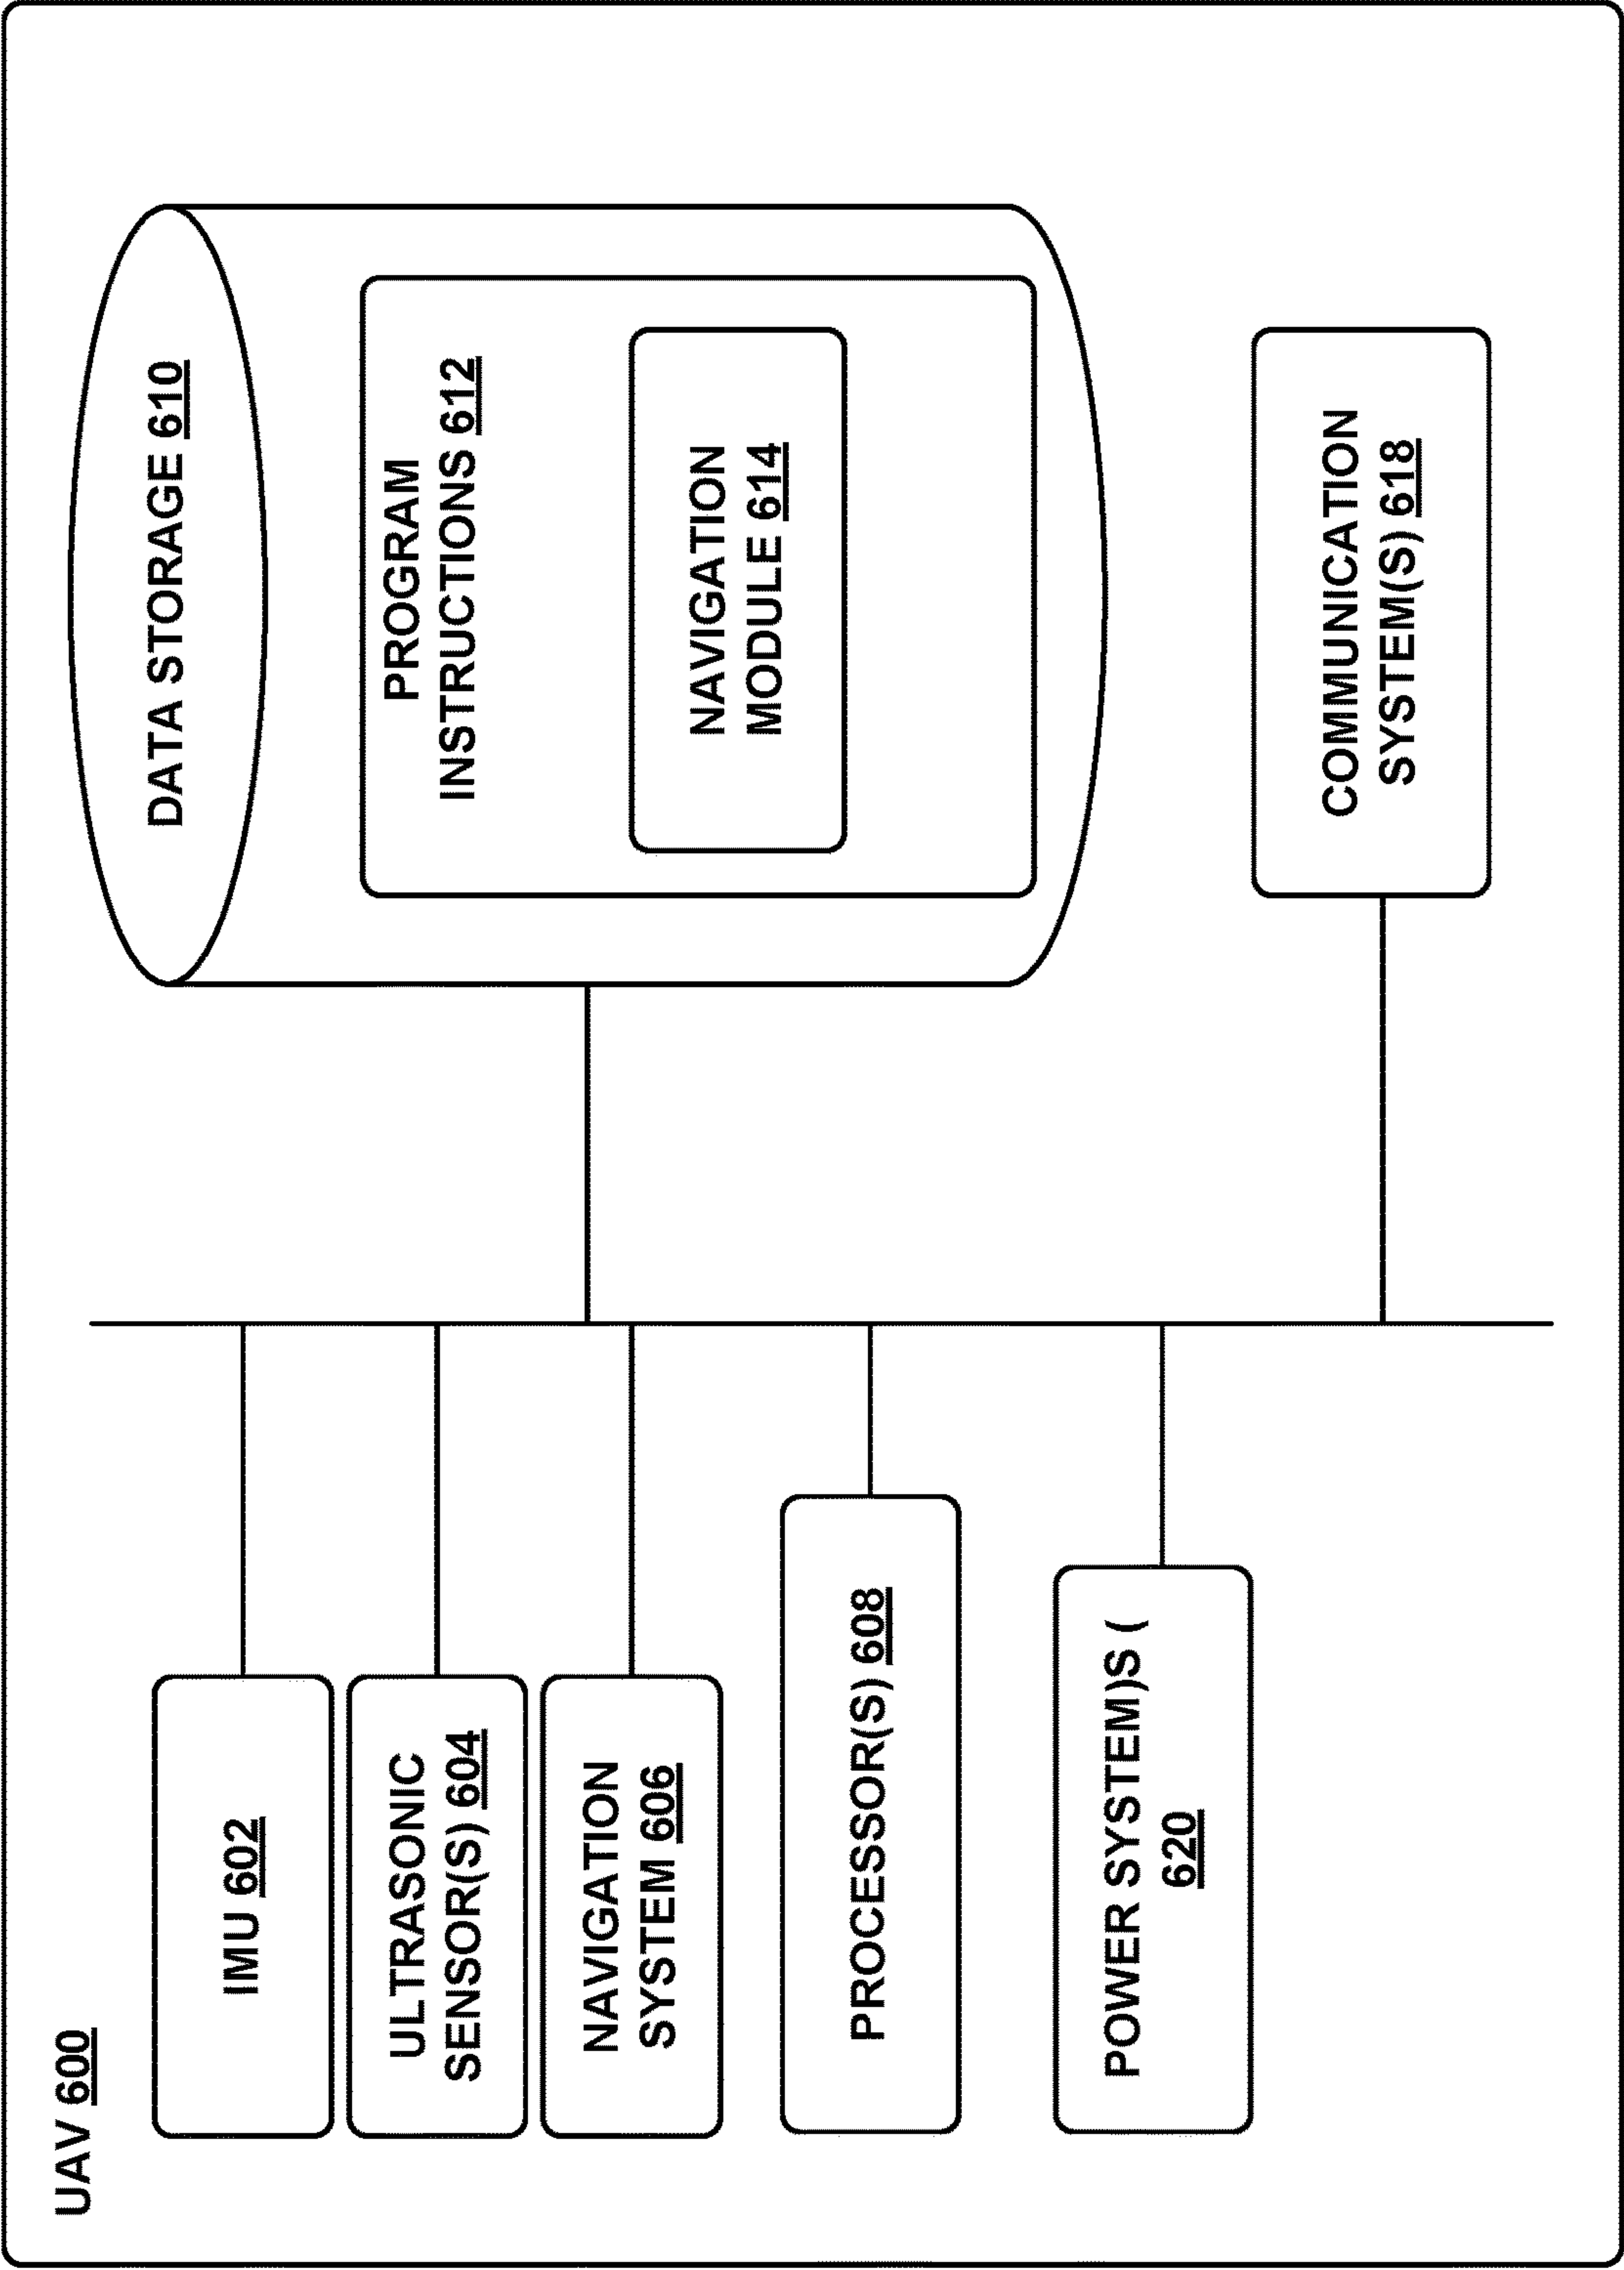 UAV 600
IMU 602
ULTRASONIC
SENSOR(S) 604
NAVIGATION
SYSTEM 606
PROCESSOR(S) 608
POWER SYSTEM)S (
620
DATA STORAGE 610
PROGRAM
INSTRUCTIONS 612
NAVIGATION
MODULE 614
COMMUNICATION
SYSTEM(S) 618